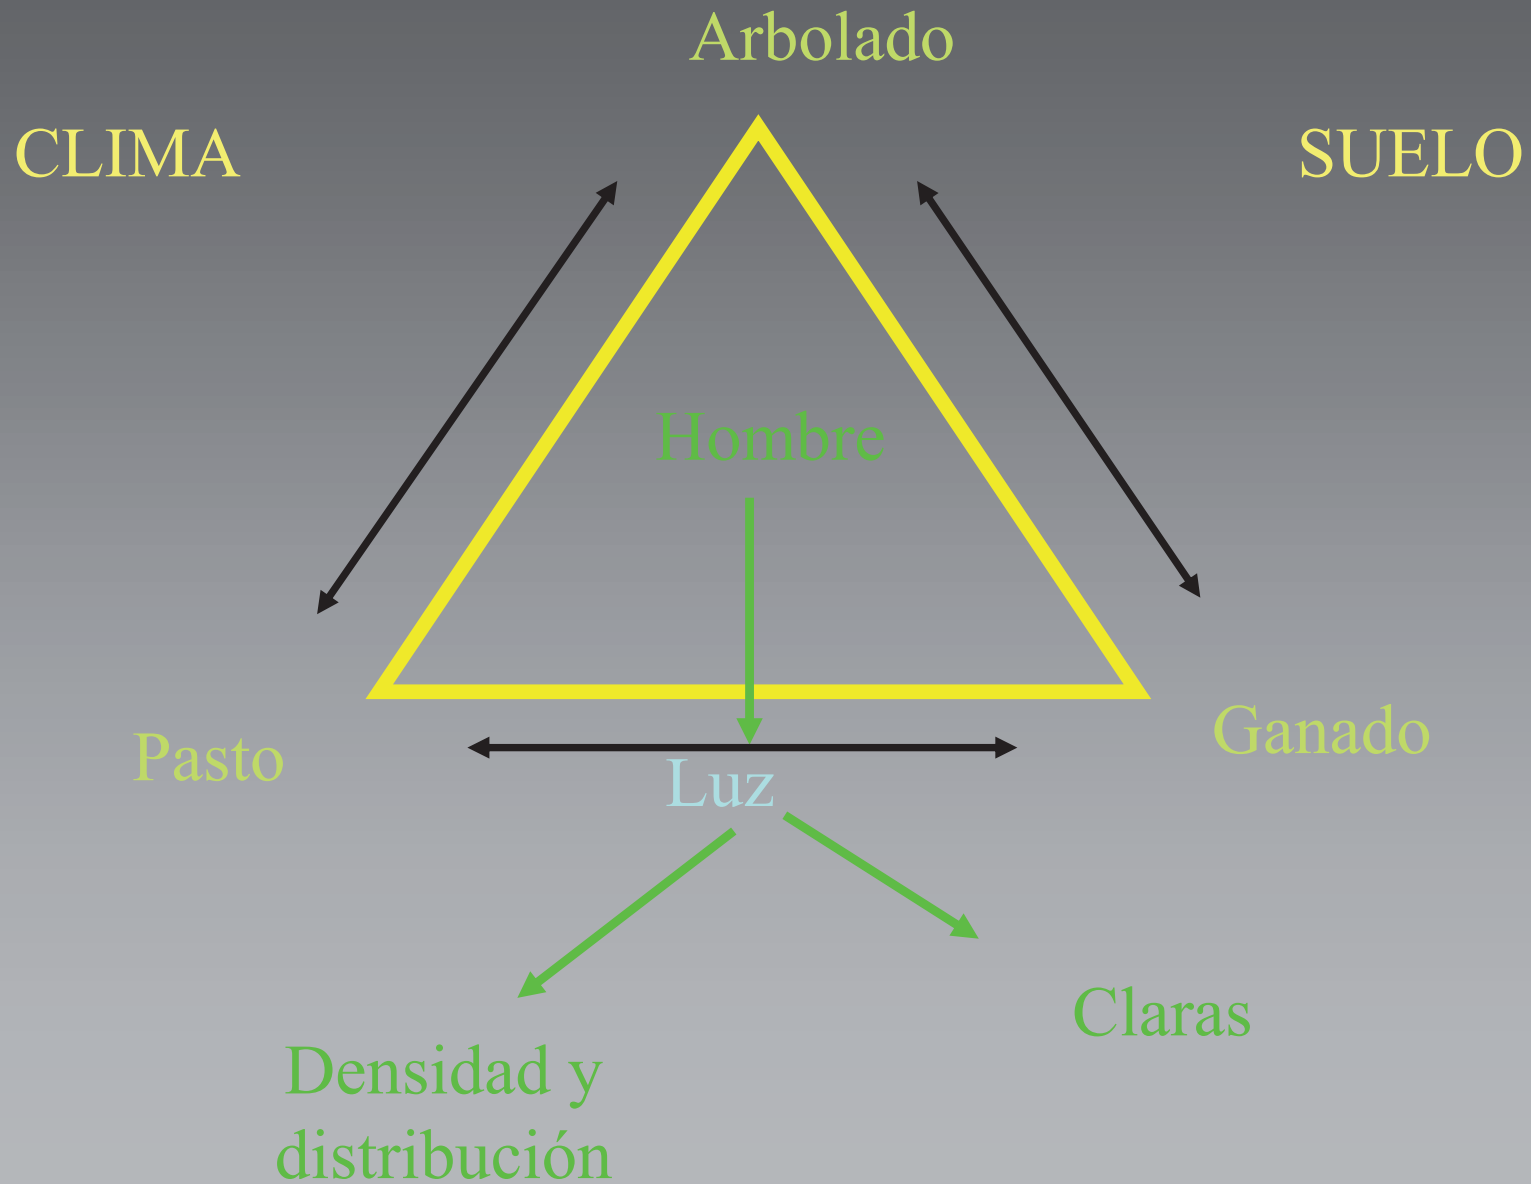 Arbolado
CLIMA
SUELO
Hombre
Pasto
Ganado
Luz
Claras
Densidad y
distribución